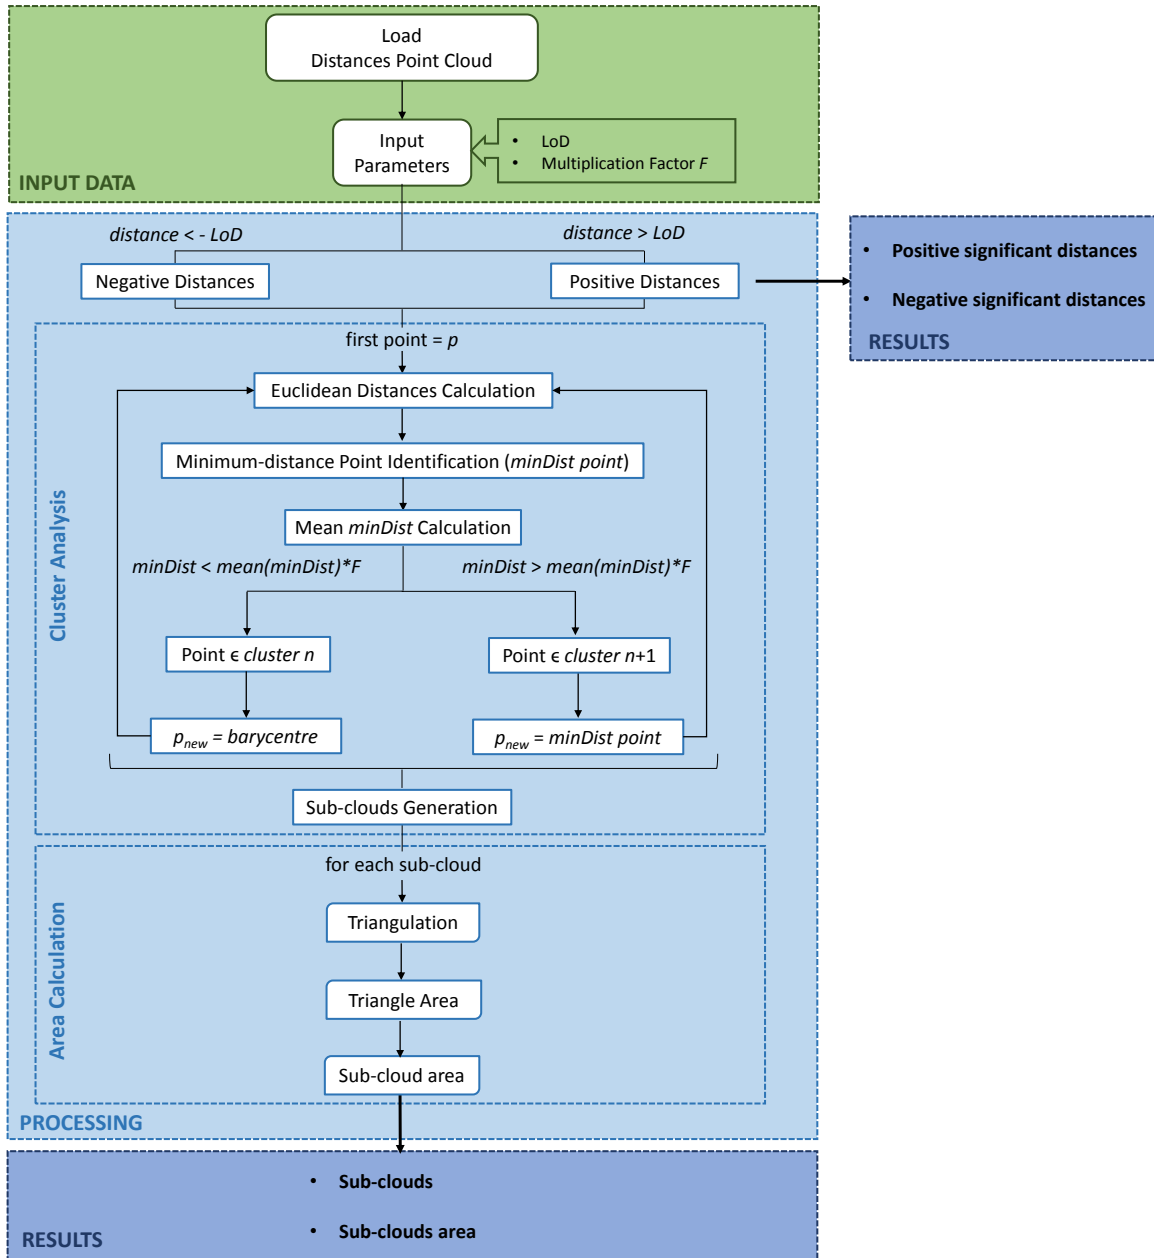 Load
Distances Point Cloud
Input
Parameters
• LoD
• Multiplication Factor F
INPUT DATA
distance < - LoD
distance > LoD
Negative Distances
Positive Distances
• Positive significant distances
• Negative significant distances
RESULTS
first point = p
Euclidean Distances Calculation
Minimum-distance Point Identification (minDist point)
Mean minDist Calculation
minDist < mean(minDist)*F
minDist > mean(minDist)*F
Cluster Analysis
Point ϵ cluster n
Point ϵ cluster n+1
pnew = barycentre
pnew = minDist point
Sub-clouds Generation
for each sub-cloud
Triangulation
Area Calculation
Triangle Area
Sub-cloud area
PROCESSING
• Sub-clouds
• Sub-clouds area
RESULTS